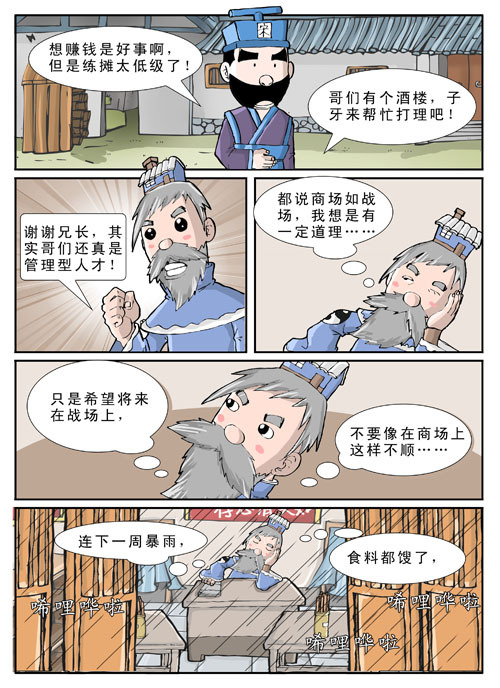 想赚钱是好事啊，
但是练摊太低级了！
宋
哥们有个酒楼，子
牙来帮忙打理吧！
谢谢兄长，其
实哥们还真是
管理型人才！
都说商场如战
场，我想是有
一定道理……
只是希望将来
在战场上，
不要像在商场上
这样不顺……
连下一周暴雨，
食料都馊了，
唏哩哗啦
唏哩哗啦
唏哩哗啦